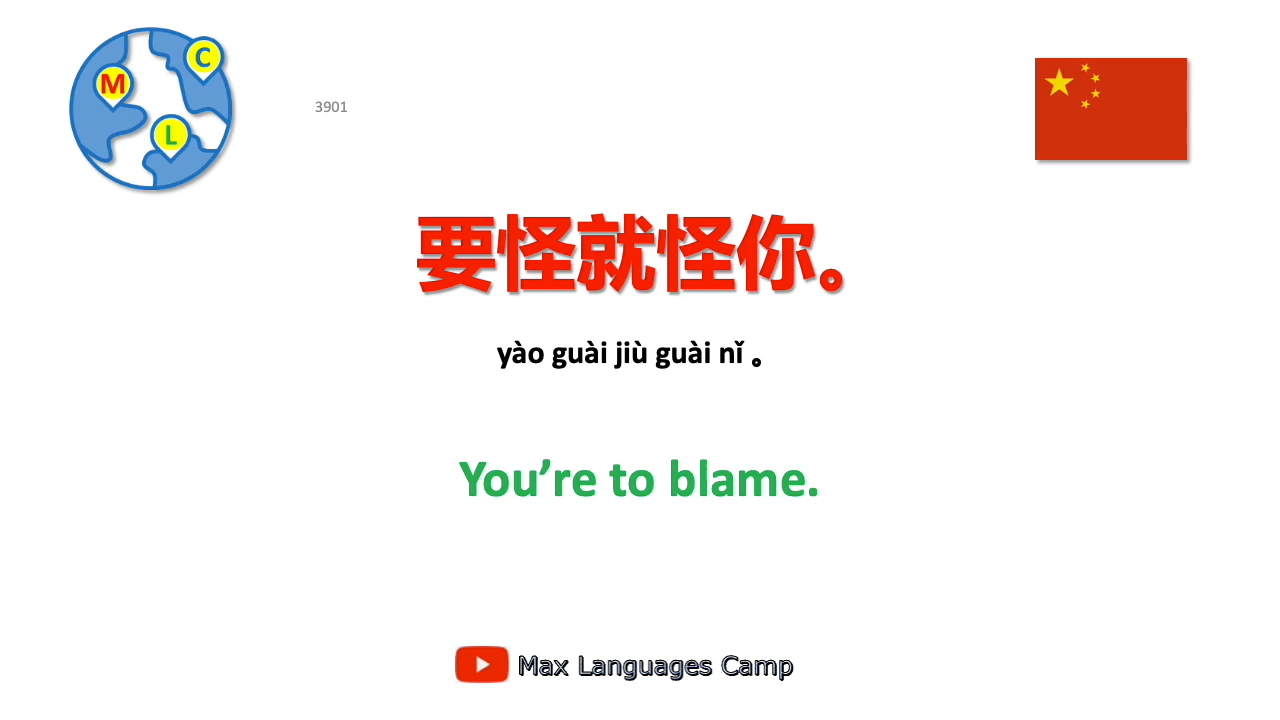 C
M
L
3901
要怪就怪你。
yào guài jiù guài nǐ 。
You’re to blame.
Max Languages Camp